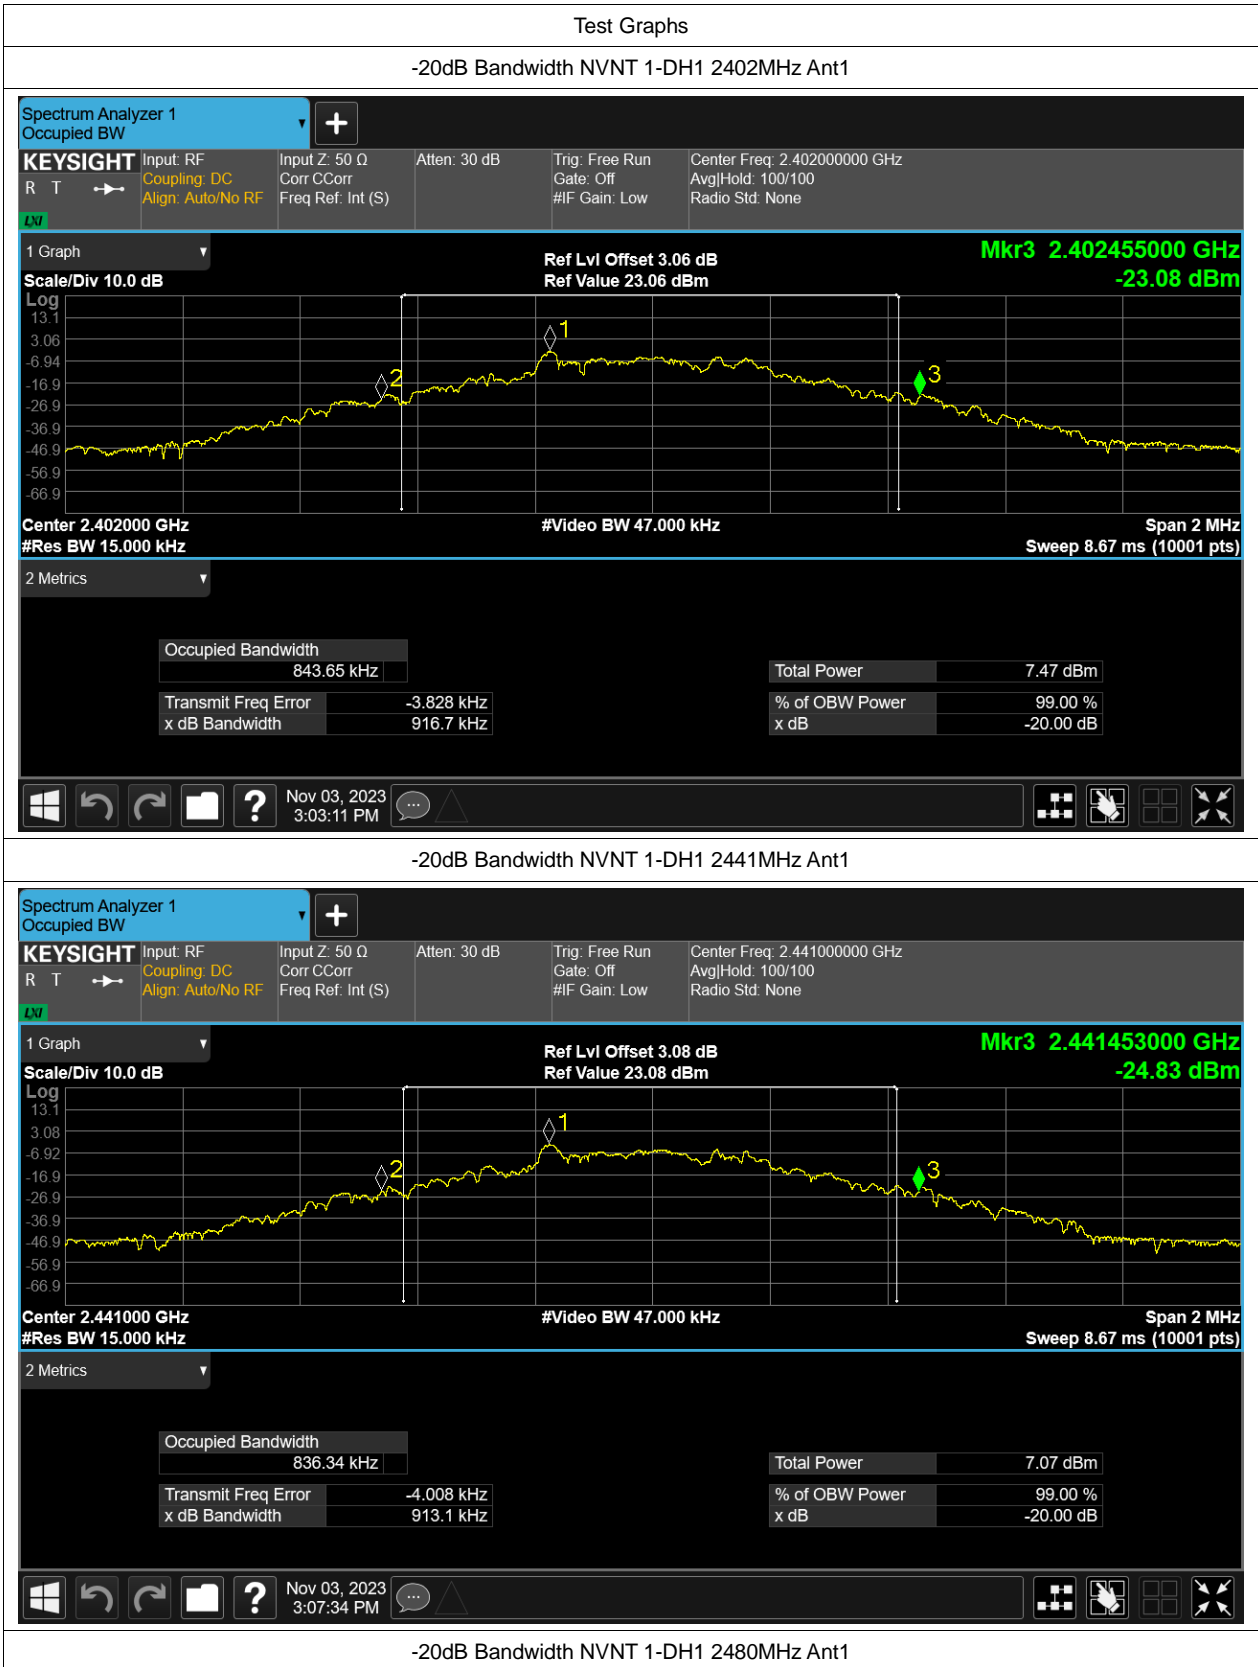 Test Graphs
-20dB Bandwidth NVNT 1-DH1 2402MHz Ant1
Spectrum Analyzer 1
Occupied BW
KEYSIGHT
R T
LXI
Input: RF
Coupling: DC
Align: Auto/No RF
Input Z: 50 Ω
Corr CCorr
Freq Ref: Int (S)
Atten: 30 dB
Trig: Free Run
Gate: Off
#IF Gain: Low
Center Freq: 2.402000000 GHz
Avg|Hold: 100/100
Radio Std: None
1 Graph
Scale/Div 10.0 dB
Ref Lvl Offset 3.06 dB
Ref Value 23.06 dBm
Mkr3 2.402455000 GHz
-23.08 dBm
Log
13.1
3.06
-6.94
-16.9
-26.9
-36.9
-46.9
-56.9
-66.9
1
2
3
Center 2.402000 GHz
#Res BW 15.000 kHz
#Video BW 47.000 kHz
Span 2 MHz
Sweep 8.67 ms (10001 pts)
2 Metrics
Occupied Bandwidth
843.65 kHz
Transmit Freq Error -3.828 kHz
x dB Bandwidth 916.7 kHz
Total Power 7.47 dBm
% of OBW Power 99.00 %
x dB -20.00 dB
?
Nov 03, 2023
3:03:11 PM
-20dB Bandwidth NVNT 1-DH1 2441MHz Ant1
Spectrum Analyzer 1
Occupied BW
KEYSIGHT
R T
LXI
Input: RF
Coupling: DC
Align: Auto/No RF
Input Z: 50 Ω
Corr CCorr
Freq Ref: Int (S)
Atten: 30 dB
Trig: Free Run
Gate: Off
#IF Gain: Low
Center Freq: 2.441000000 GHz
Avg|Hold: 100/100
Radio Std: None
1 Graph
Scale/Div 10.0 dB
Ref Lvl Offset 3.08 dB
Ref Value 23.08 dBm
Mkr3 2.441453000 GHz
-24.83 dBm
Log
13.1
3.08
-6.92
-16.9
-26.9
-36.9
-46.9
-56.9
-66.9
1
2
3
Center 2.441000 GHz
#Res BW 15.000 kHz
#Video BW 47.000 kHz
Span 2 MHz
Sweep 8.67 ms (10001 pts)
2 Metrics
Occupied Bandwidth
836.34 kHz
Transmit Freq Error -4.008 kHz
x dB Bandwidth 913.1 kHz
Total Power 7.07 dBm
% of OBW Power 99.00 %
x dB -20.00 dB
?
Nov 03, 2023
3:07:34 PM
-20dB Bandwidth NVNT 1-DH1 2480MHz Ant1